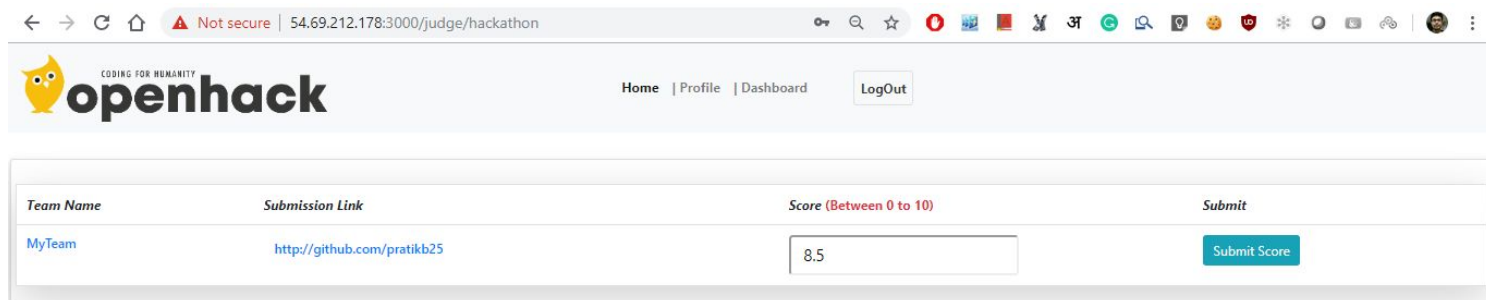 Not secure | 54.69.212.178:3000/judge/hackathon
CODING FOR HUMANITY
openhack
Home | Profile | Dashboard LogOut
Team Name Submission Link Score (Between 0 to 10) Submit
MyTeam http://github.com/pratikb25 8.5 Submit Score